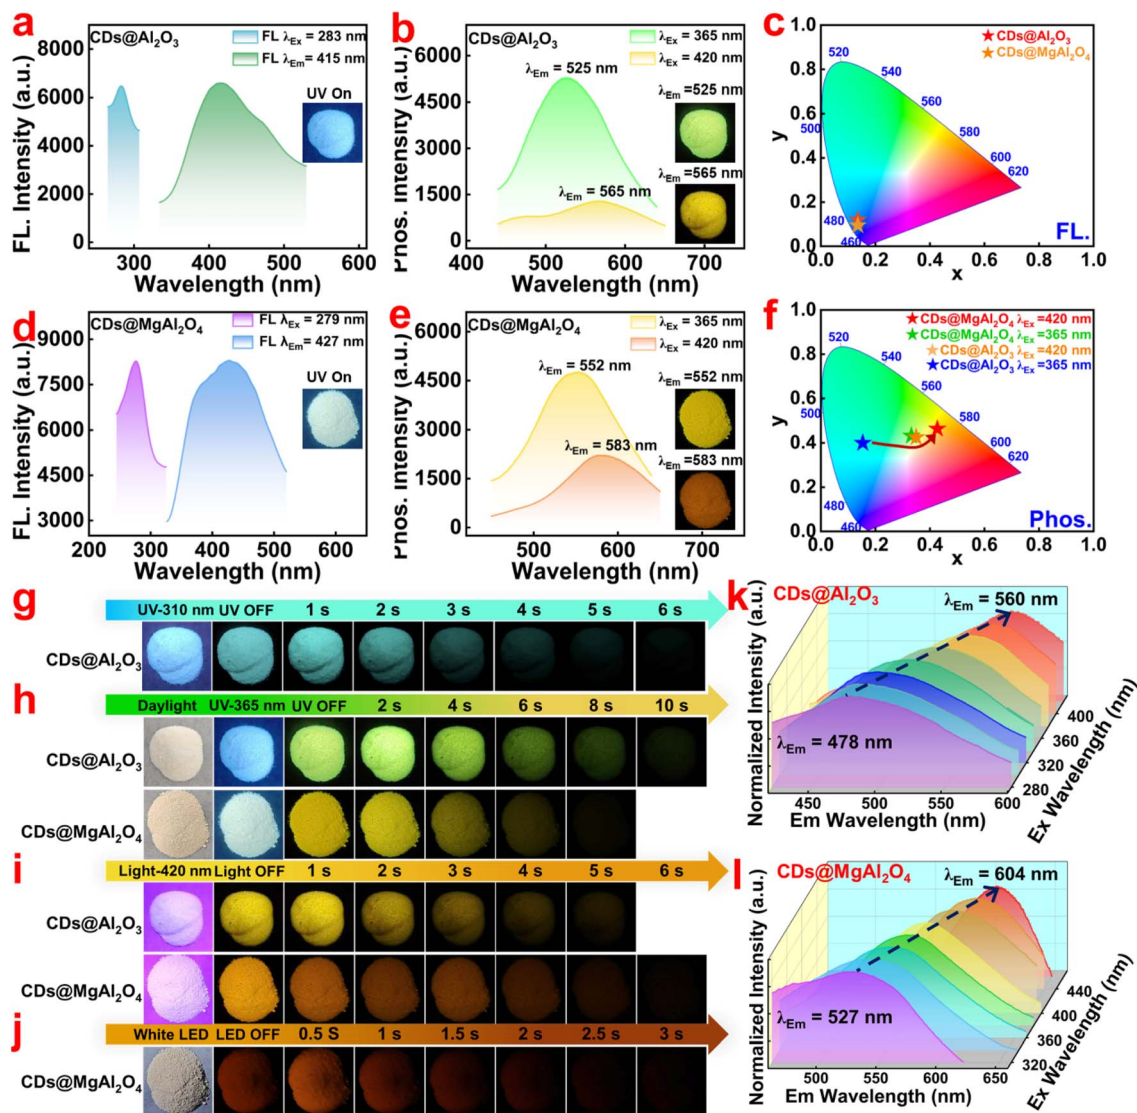 a
CDs@Al₂O₃
FL λEx = 283 nm
FL λEm = 415 nm
UV On
FL. Intensity (a.u.)
8000
6000
4000
2000
0
300 400 500 600
Wavelength (nm)
b
CDs@Al₂O₃
λEx = 365 nm
λEx = 420 nm
λEm = 525 nm
λEm =525 nm
λEm = 565 nm
λEm =565 nm
Phos. Intensity (a.u.)
6000
4500
3000
1500
0
400 500 600 700
Wavelength (nm)
c
CDs@Al₂O₃
CDs@MgAl₂O₄
y
1.0
0.8
0.6
0.4
0.2
0.0
520
540
560
580
600
620
500
480
460
FL.
0.0 0.2 0.4 0.6 0.8 1.0
x
d
CDs@MgAl₂O₄
FL λEx = 279 nm
FL λEm = 427 nm
UV On
FL. Intensity (a.u.)
9000
7500
6000
4500
3000
200 300 400 500 600
Wavelength (nm)
e
CDs@MgAl₂O₄
λEx = 365 nm
λEx = 420 nm
λEm = 552 nm
λEm =552 nm
λEm = 583 nm
λEm =583 nm
Phos. Intensity (a.u.)
6000
4500
3000
1500
0
500 600 700
Wavelength (nm)
f
CDs@MgAl₂O₄ λEx =420 nm
CDs@MgAl₂O₄ λEx =365 nm
CDs@Al₂O₃ λEx =420 nm
CDs@Al₂O₃ λEx =365 nm
y
1.0
0.8
0.6
0.4
0.2
0.0
520
540
560
580
600
620
500
480
460
Phos.
0.0 0.2 0.4 0.6 0.8 1.0
x
g
UV-310 nm UV OFF 1 s 2 s 3 s 4 s 5 s 6 s
CDs@Al₂O₃
h
Daylight UV-365 nm UV OFF 2 s 4 s 6 s 8 s 10 s
CDs@Al₂O₃
CDs@MgAl₂O₄
i
Light-420 nm Light OFF 1 s 2 s 3 s 4 s 5 s 6 s
CDs@Al₂O₃
CDs@MgAl₂O₄
j
White LED LED OFF 0.5 S 1 s 1.5 s 2 s 2.5 s 3 s
CDs@MgAl₂O₄
k
CDs@Al₂O₃
λEm = 560 nm
λEm = 478 nm
Normalized Intensity (a.u.)
450 500 550 600
Em Wavelength (nm)
280
320
360
400
Ex Wavelength (nm)
l
CDs@MgAl₂O₄
λEm = 604 nm
λEm = 527 nm
Normalized Intensity (a.u.)
500 550 600 650
Em Wavelength (nm)
320
360
400
440
Ex Wavelength (nm)